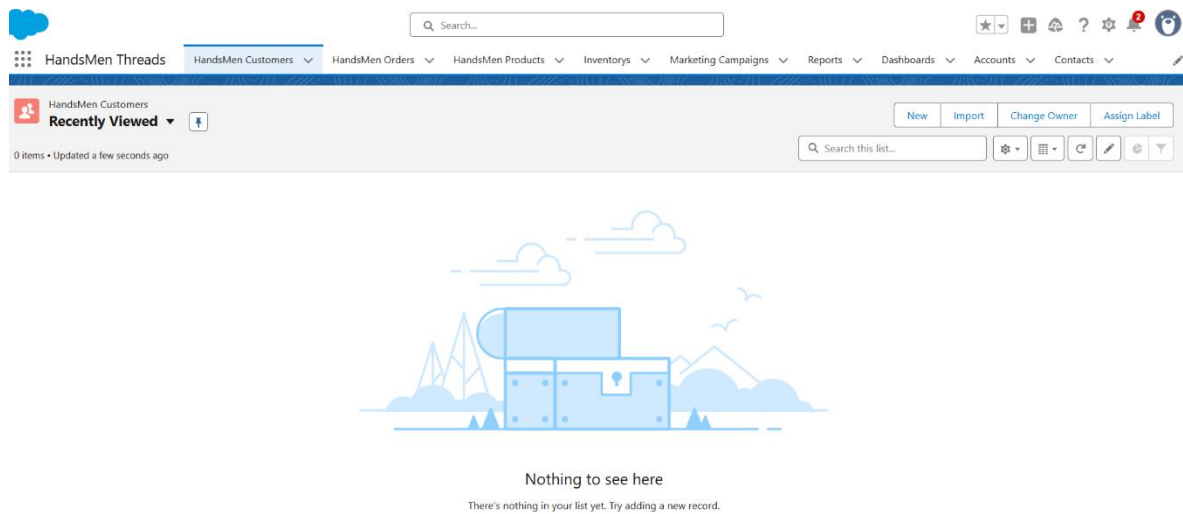 Search...
2
HandsMen Threads HandsMen Customers HandsMen Orders HandsMen Products Inventorys Marketing Campaigns Reports Dashboards Accounts Contacts
HandsMen Customers
Recently Viewed
New Import Change Owner Assign Label
0 items • Updated a few seconds ago
Search this list...
Nothing to see here
There's nothing in your list yet. Try adding a new record.